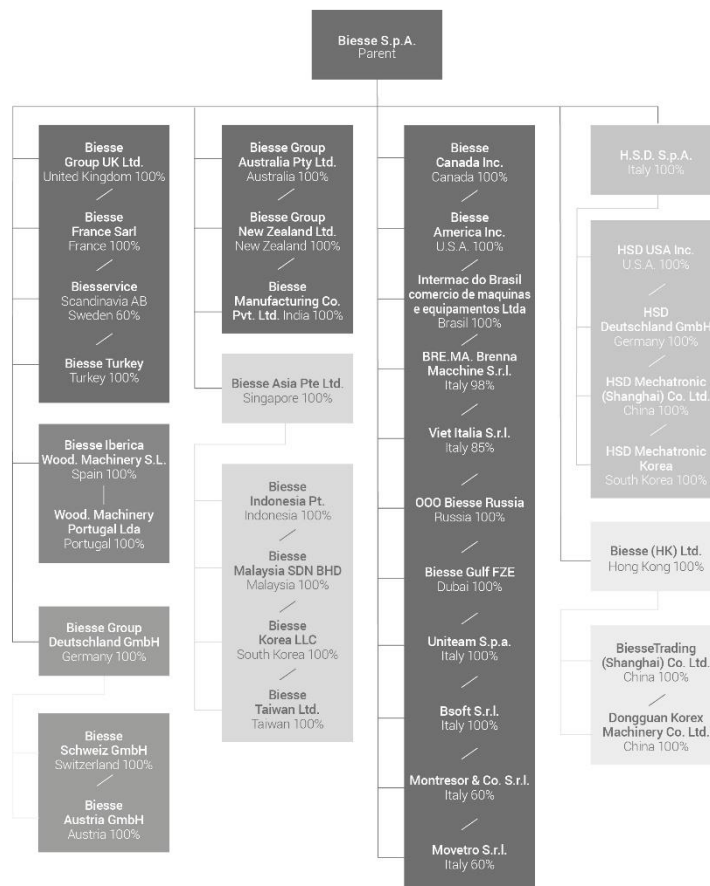 Biesse S.p.A.
Parent
Biesse
Group UK Ltd.
United Kingdom 100%
Biesse
France Sarl
France 100%
Biesservice
Scandinavia AB
Sweden 60%
Biesse Turkey
Turkey 100%
Biesse Iberica
Wood. Machinery S.L.
Spain 100%
Wood. Machinery
Portugal Lda
Portugal 100%
Biesse Group
Deutschland GmbH
Germany 100%
Biesse
Schweiz GmbH
Switzerland 100%
Biesse
Austria GmbH
Austria 100%
Biesse Group
Australia Pty Ltd.
Australia 100%
Biesse Group
New Zealand Ltd.
New Zealand 100%
Biesse
Manufacturing Co.
Pvt. Ltd. India 100%
Biesse Asia Pte Ltd.
Singapore 100%
Biesse
Indonesia Pt.
Indonesia 100%
Biesse
Malaysia SDN BHD
Malaysia 100%
Biesse
Korea LLC
South Korea 100%
Biesse
Taiwan Ltd.
Taiwan 100%
Biesse
Canada Inc.
Canada 100%
Biesse
America Inc.
U.S.A. 100%
Intermac do Brasil
comercio de maquinas
e equipamentos Ltda
Brasil 100%
BRE.MA. Brenna
Macchine S.r.l.
Italy 98%
Viet Italia S.r.l.
Italy 85%
OOO Biesse Russia
Russia 100%
Biesse Gulf FZE
Dubai 100%
Uniteam S.p.a.
Italy 100%
Bsoft S.r.l.
Italy 100%
Montresor & Co. S.r.l.
Italy 60%
Movetro S.r.l.
Italy 60%
H.S.D. S.p.A.
Italy 100%
HSD USA Inc.
U.S.A. 100%
HSD
Deutschland GmbH
Germany 100%
HSD Mechatronic
(Shanghai) Co. Ltd.
China 100%
HSD Mechatronic
Korea
South Korea 100%
Biesse (HK) Ltd.
Hong Kong 100%
BiesseTrading
(Shanghai) Co. Ltd.
China 100%
Dongguan Korex
Machinery Co. Ltd.
China 100%